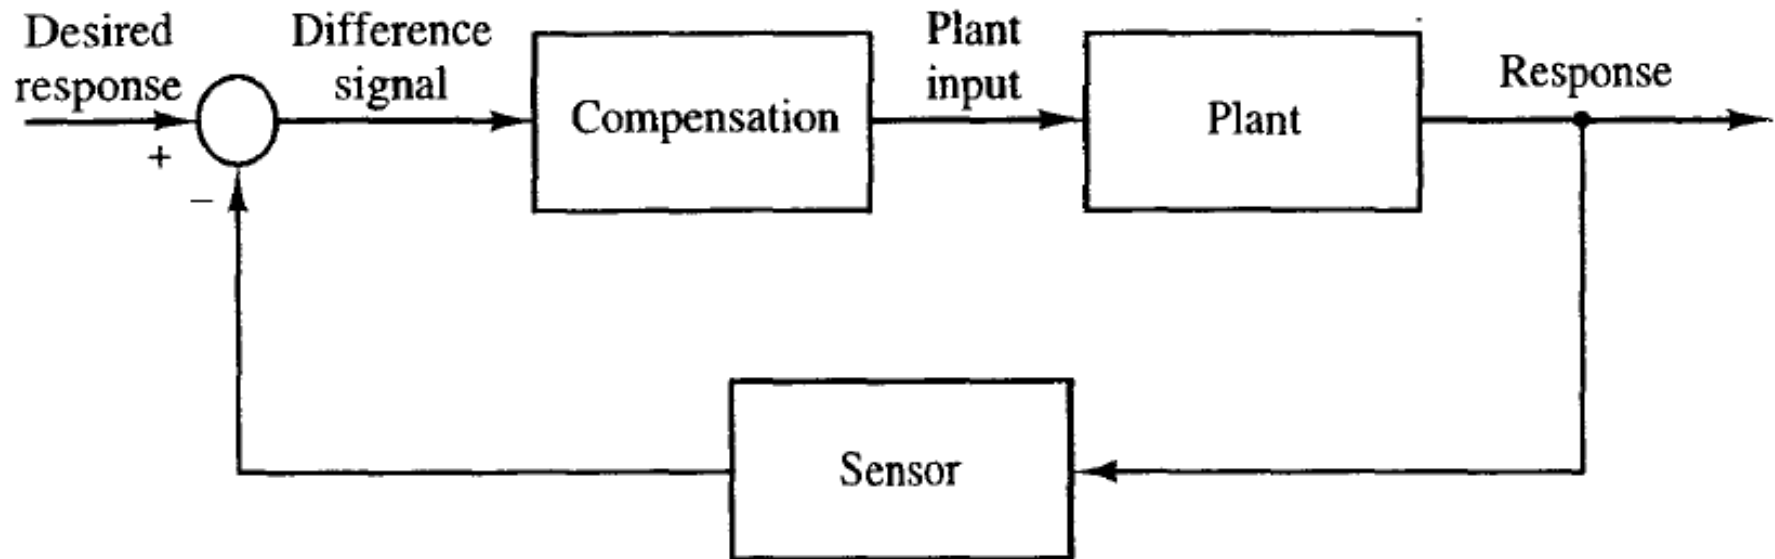 Desired
response
+
−
Difference
signal
Compensation
Plant
input
Plant
Response
Sensor